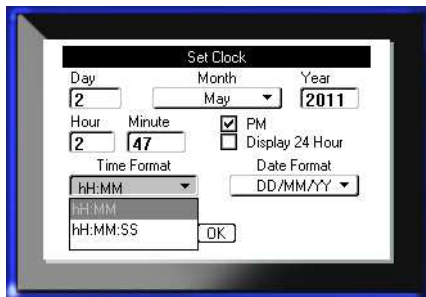 Set Clock
Day Month Year
2 May 2011
Hour Minute PM
2 47 Display 24 Hour
Time Format Date Format
hH:MM DD/MM/YY
hH:MM
hH:MM:SS
OK